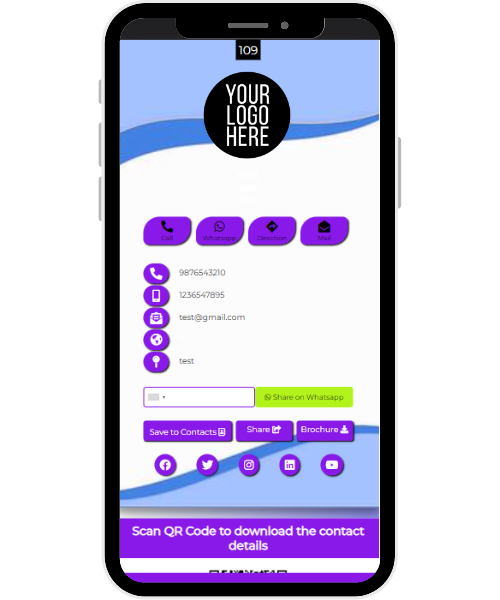 109
YOUR
LOGO
HERE
Call Whatsapp Direction Mail
9876543210
1236547895
test@gmail.com
test
Share on Whatsapp
Save to Contacts Share Brochure
Scan QR Code to download the contact
details